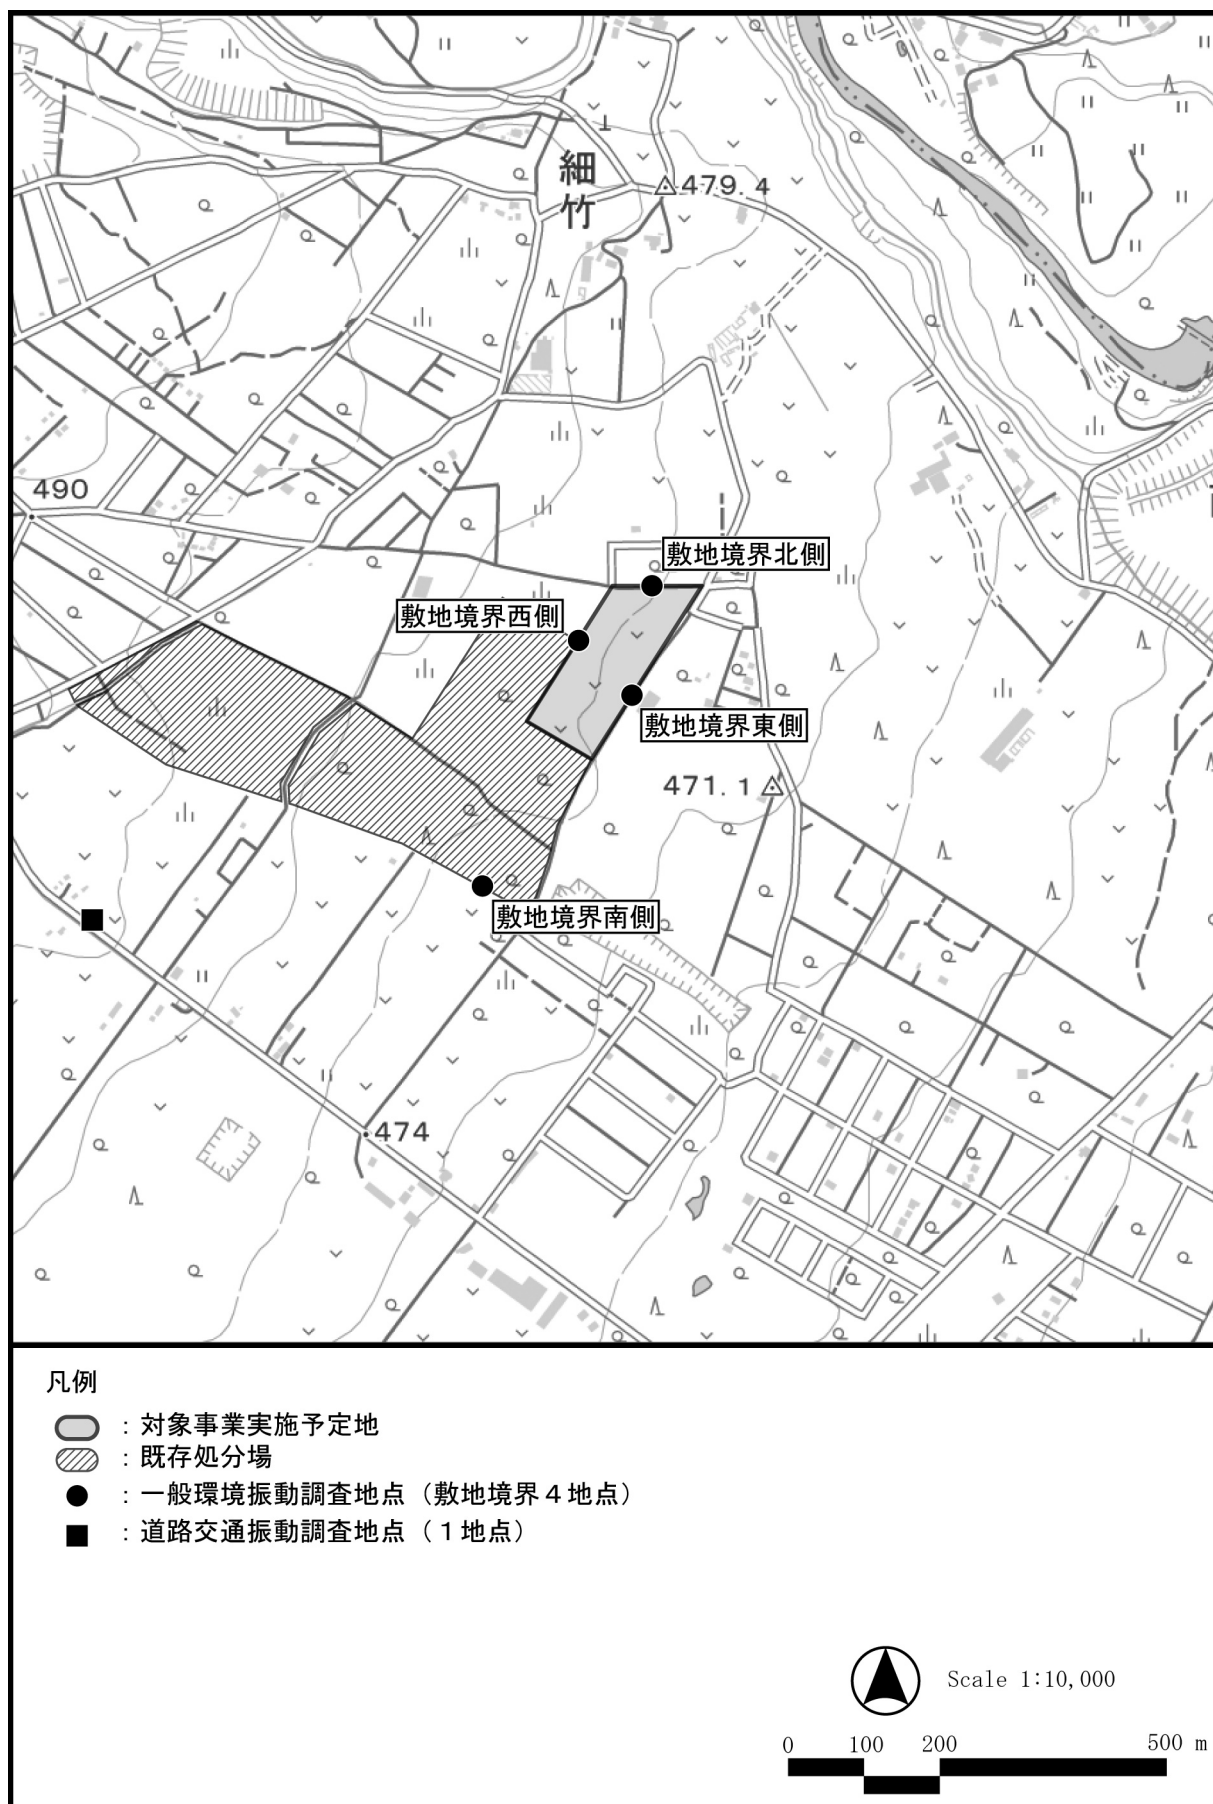 細竹
479.4
490
敷地境界北側
敷地境界西側
敷地境界東側
471.1
敷地境界南側
474
凡例
：対象事業実施予定地
：既存処分場
：一般環境振動調査地点（敷地境界４地点）
：道路交通振動調査地点（１地点）
Scale 1:10,000
0 100 200 500 m